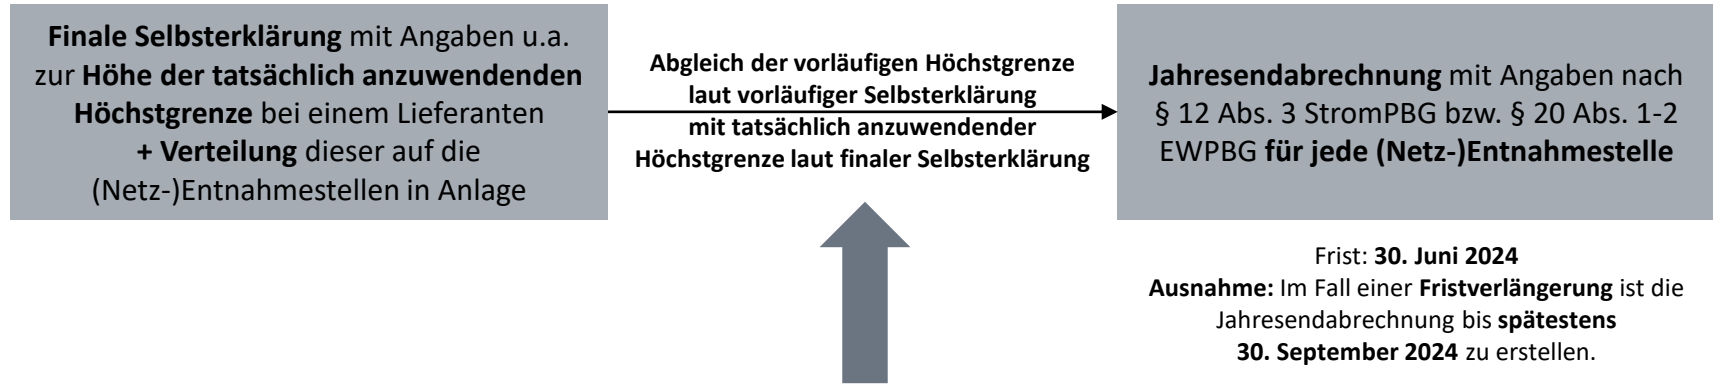 Finale Selbsterklärung mit Angaben u.a.
zur Höhe der tatsächlich anzuwendenden
Höchstgrenze bei einem Lieferanten
+ Verteilung dieser auf die
(Netz-)Entnahmestellen in Anlage
Abgleich der vorläufigen Höchstgrenze
laut vorläufiger Selbsterklärung
mit tatsächlich anzuwendender
Höchstgrenze laut finaler Selbsterklärung
Jahresendabrechnung mit Angaben nach
§ 12 Abs. 3 StromPBG bzw. § 20 Abs. 1-2
EWPBG für jede (Netz-)Entnahmestelle
Frist: 30. Juni 2024
Ausnahme: Im Fall einer Fristverlängerung ist die
Jahresendabrechnung bis spätestens
30. September 2024 zu erstellen.